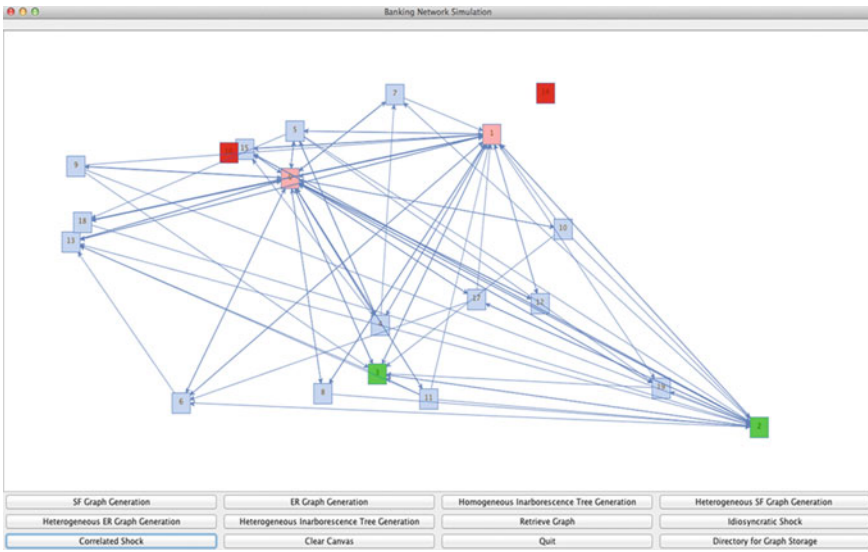 Banking Network Simulation
7
1
5
15
9
18
13
10
17
12
6
8
11
19
2
SF Graph Generation
ER Graph Generation
Homogeneous Inarborescence Tree Generation
Heterogeneous SF Graph Generation
Heterogeneous ER Graph Generation
Heterogeneous Inarborescence Tree Generation
Retrieve Graph
Idiosyncratic Shock
Correlated Shock
Clear Canvas
Quit
Directory for Graph Storage